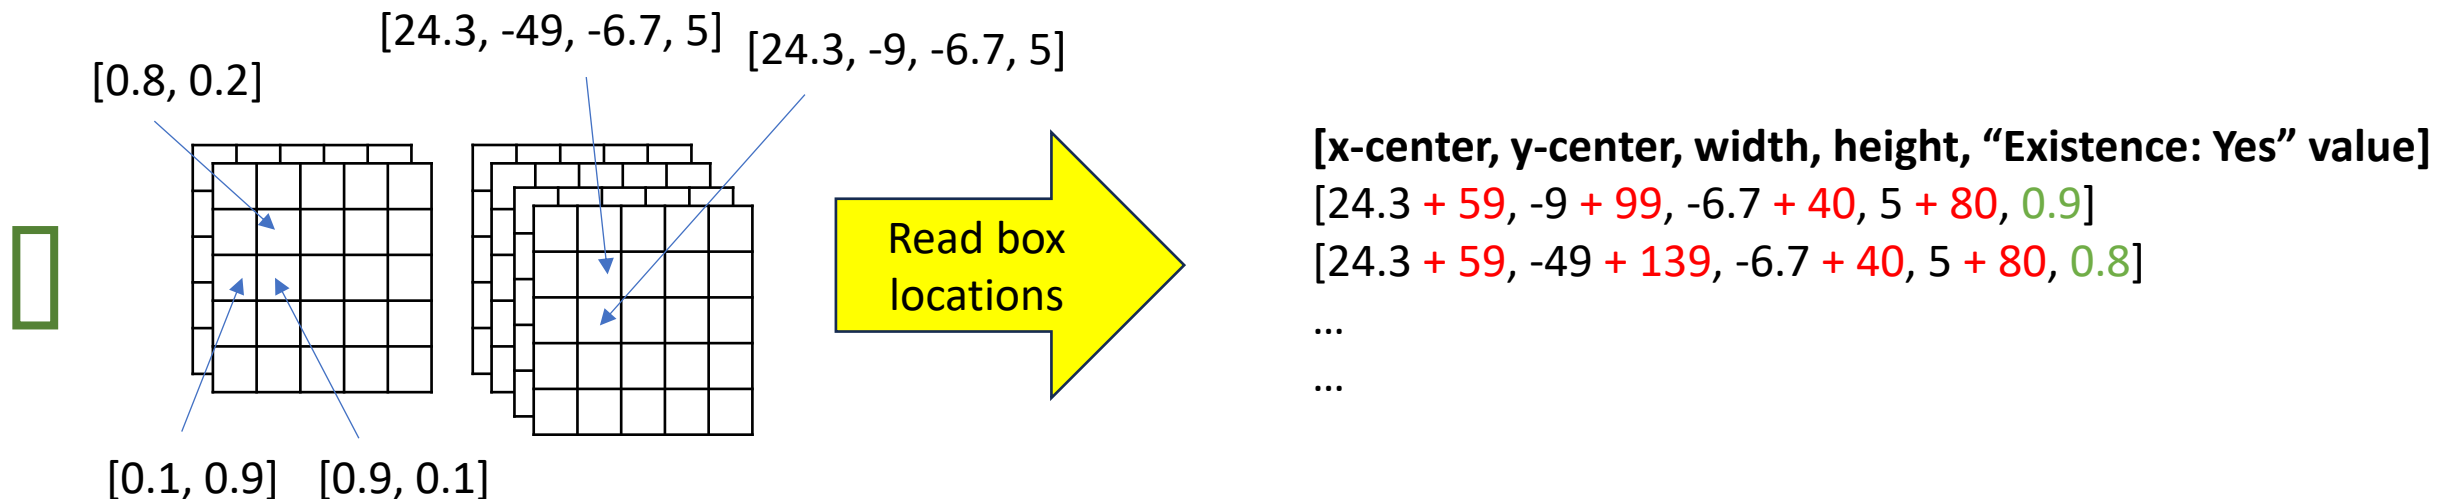 [24.3, -49, -6.7, 5]
[24.3, -9, -6.7, 5]
[0.8, 0.2]
[0.1, 0.9]
[0.9, 0.1]
Read box
locations
[x-center, y-center, width, height, “Existence: Yes” value]
[24.3 + 59, -9 + 99, -6.7 + 40, 5 + 80, 0.9]
[24.3 + 59, -49 + 139, -6.7 + 40, 5 + 80, 0.8]
...
...